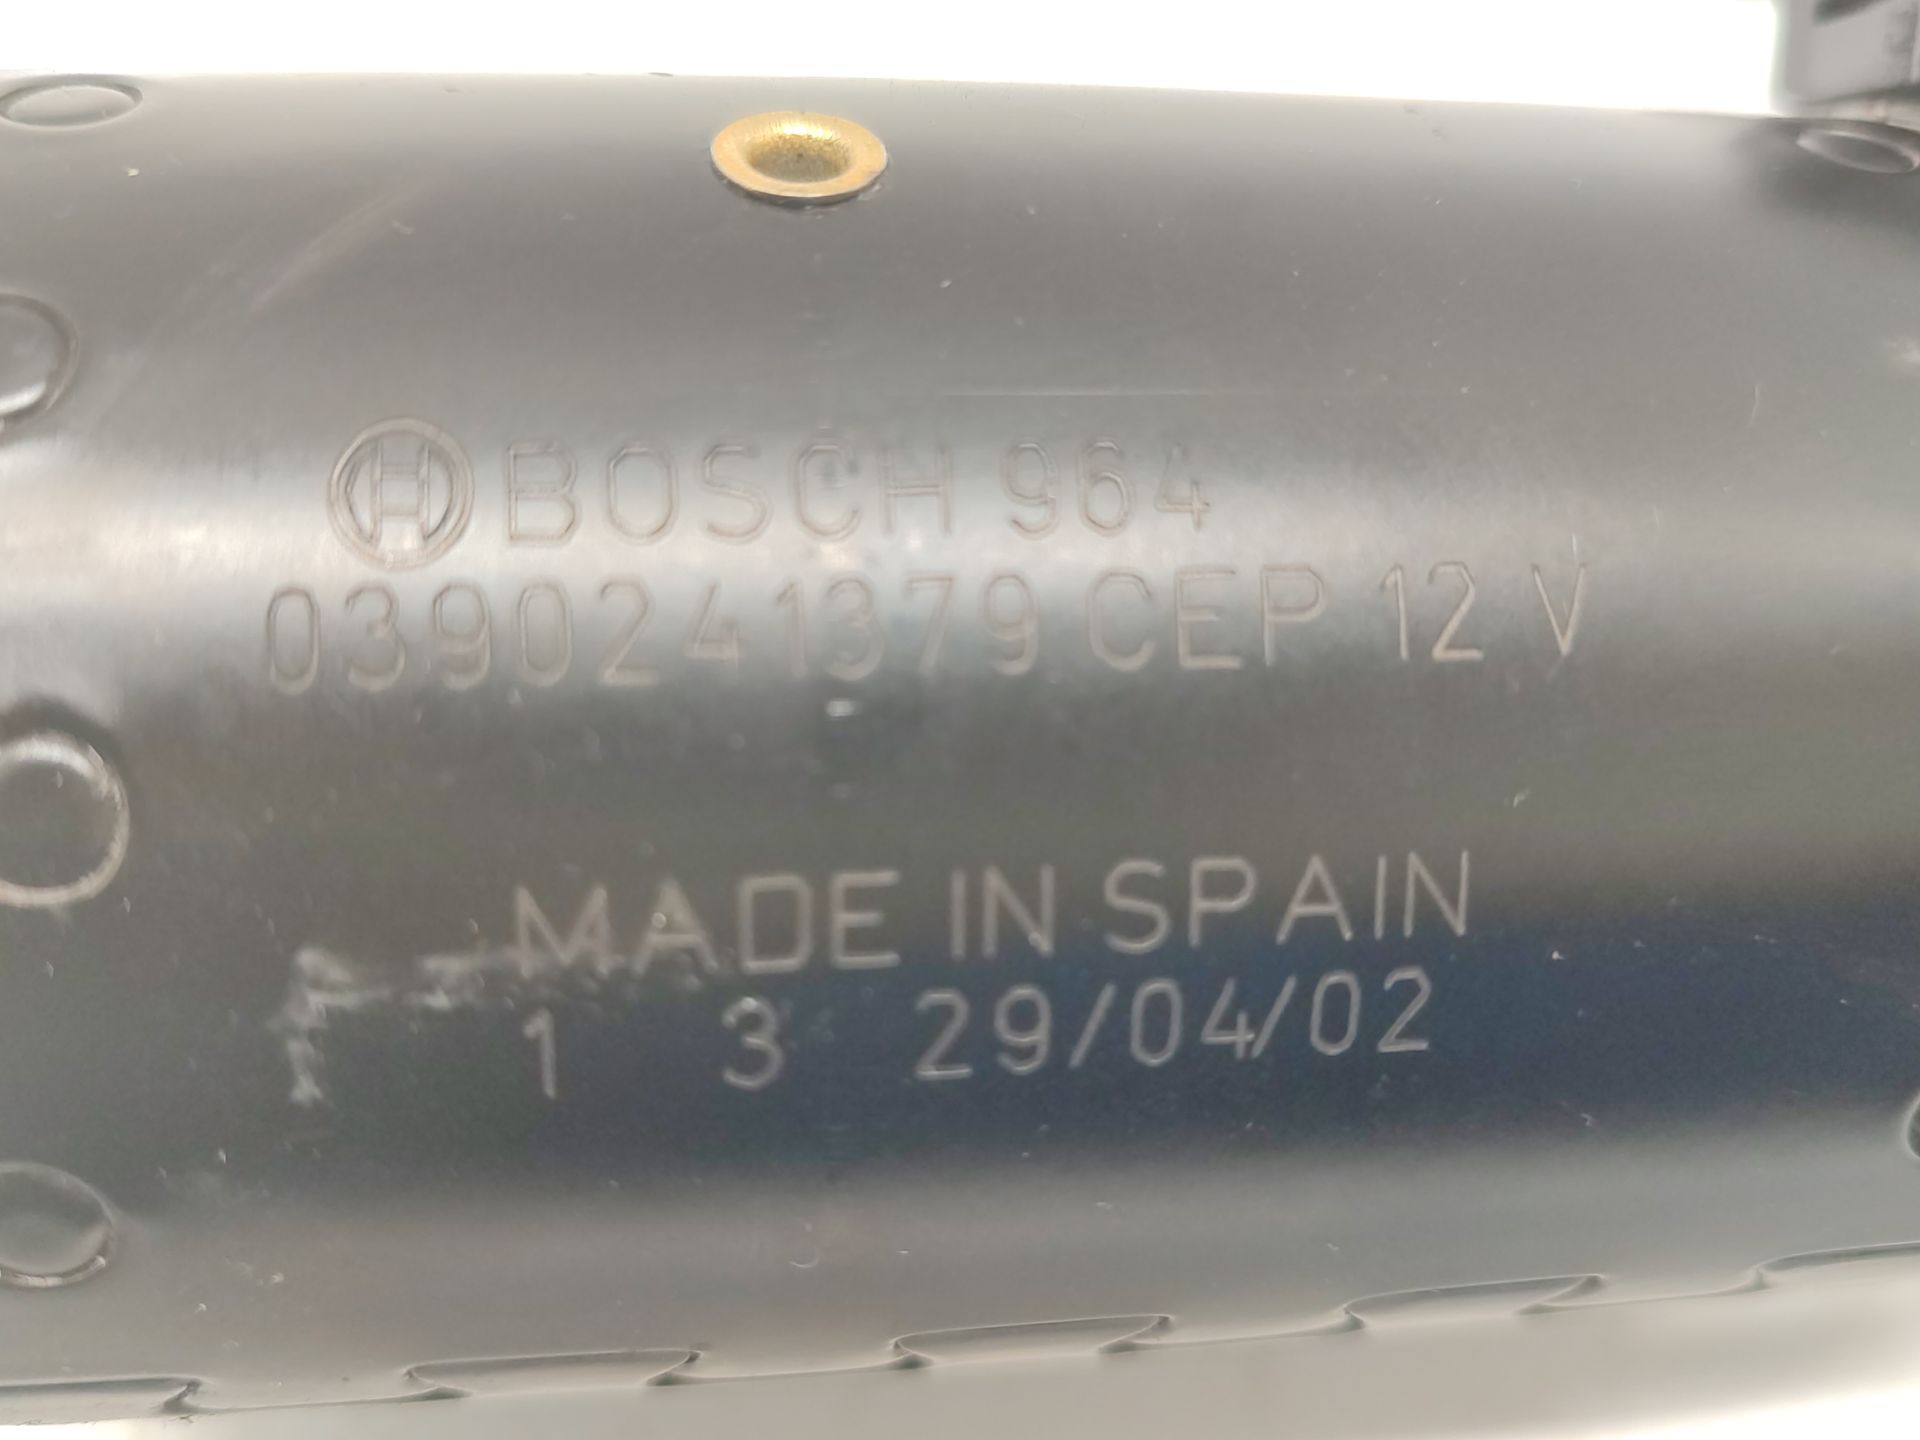 BOSCH 964
0390241379 CEP 12 V
MADE IN SPAIN
1 3 29/04/02